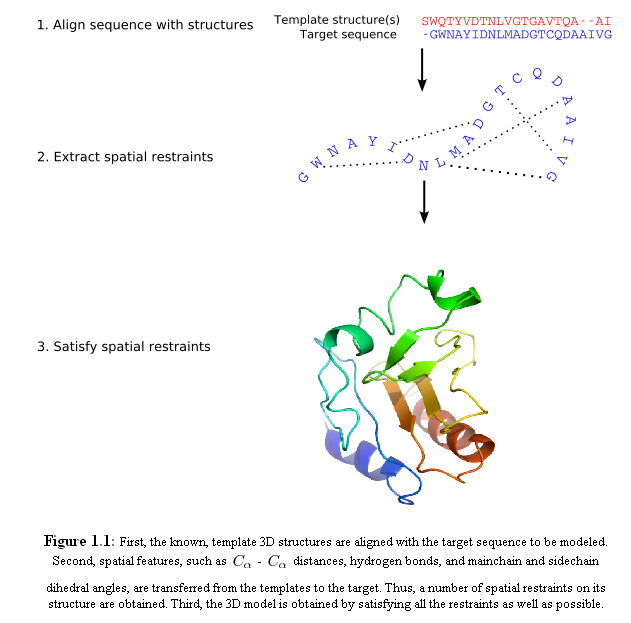 1. Align sequence with structures
Template structure(s) SWQTYVDTNLVGTGAVTQA--AI
Target sequence -GWNAYIDNLMADGTCQDAAIVG
2. Extract spatial restraints
GWNAYIDNLMADGTCQDAAIVG
3. Satisfy spatial restraints
Figure 1.1: First, the known, template 3D structures are aligned with the target sequence to be modeled.
Second, spatial features, such as Cα - Cα distances, hydrogen bonds, and mainchain and sidechain
dihedral angles, are transferred from the templates to the target. Thus, a number of spatial restraints on its
structure are obtained. Third, the 3D model is obtained by satisfying all the restraints as well as possible.